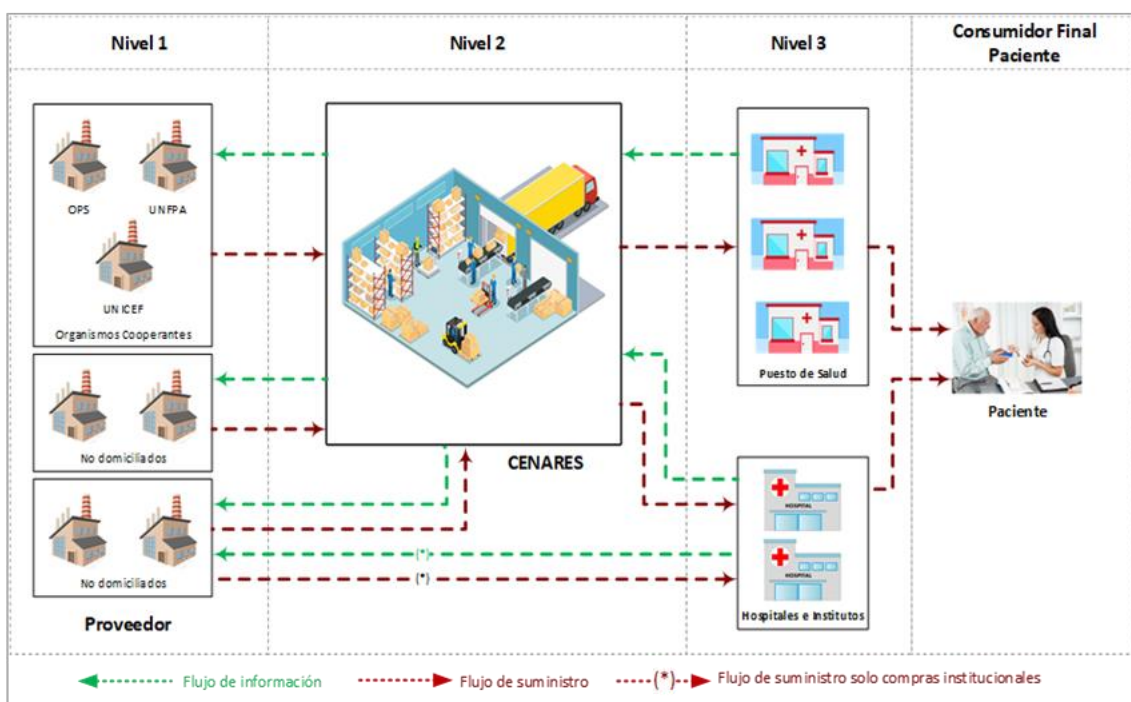 Nivel 1
Nivel 2
Nivel 3
Consumidor Final
Paciente
OPS
UNFPA
UNICEF
Organismos Cooperantes
No domiciliados
No domiciliados
Proveedor
CENARES
(*)
(*)
Puesto de Salud
HOSPITAL
HOSPITAL
Hospitales e Institutos
Paciente
Flujo de información
Flujo de suministro
(*)
Flujo de suministro solo compras institucionales